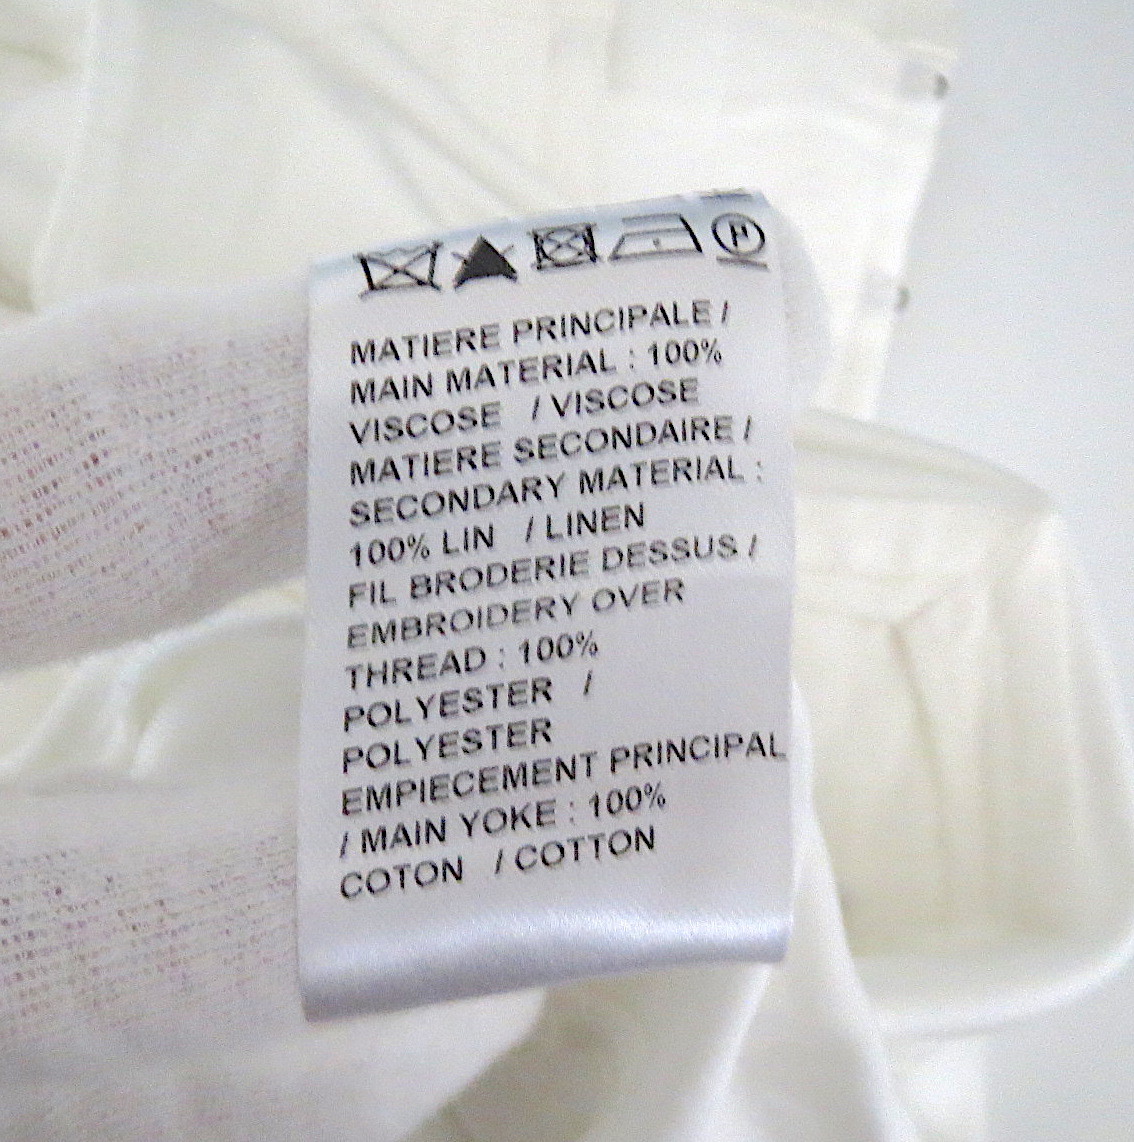 P
MATIERE PRINCIPALE /
MAIN MATERIAL : 100%
VISCOSE / VISCOSE
MATIERE SECONDAIRE /
SECONDARY MATERIAL :
100% LIN / LINEN
FIL BRODERIE DESSUS /
EMBROIDERY OVER
THREAD : 100%
POLYESTER /
POLYESTER
EMPIECEMENT PRINCIPAL
/ MAIN YOKE : 100%
COTON / COTTON